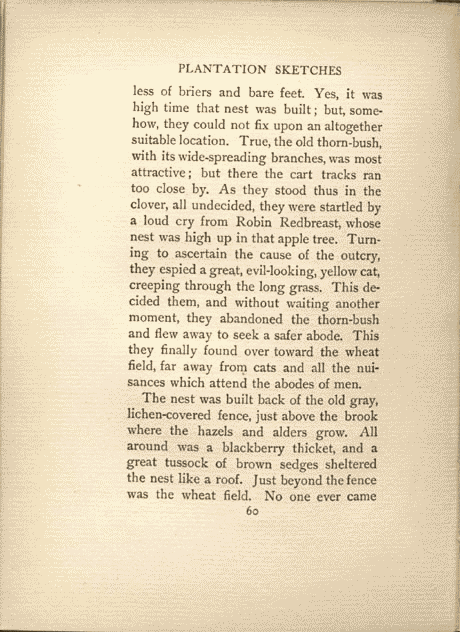 PLANTATION SKETCHES
less of briers and bare feet. Yes, it was
high time that nest was built; but, some-
how, they could not fix upon an altogether
suitable location. True, the old thorn-bush,
with its wide-spreading branches, was most
attractive; but there the cart tracks ran
too close by. As they stood thus in the
clover, all undecided, they were startled by
a loud cry from Robin Redbreast, whose
nest was high up in that apple tree. Turn-
ing to ascertain the cause of the outcry,
they espied a great, evil-looking, yellow cat,
creeping through the long grass. This de-
cided them, and without waiting another
moment, they abandoned the thorn-bush
and flew away to seek a safer abode. This
they finally found over toward the wheat
field, far away from cats and all the nui-
sances which attend the abodes of men.
The nest was built back of the old gray,
lichen-covered fence, just above the brook
where the hazels and alders grow. All
around was a blackberry thicket, and a
great tussock of brown sedges sheltered
the nest like a roof. Just beyond the fence
was the wheat field. No one ever came
60